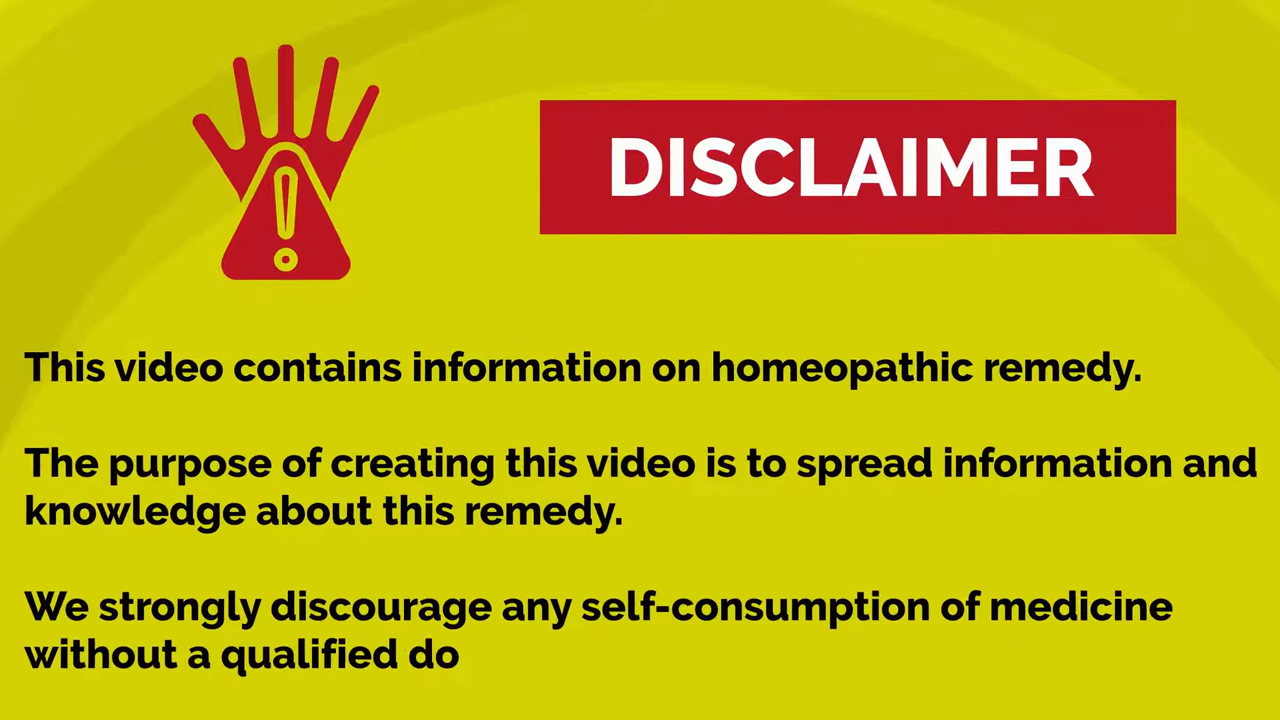 DISCLAIMER
This video contains information on homeopathic remedy.
The purpose of creating this video is to spread information and
knowledge about this remedy.
We strongly discourage any self-consumption of medicine
without a qualified do